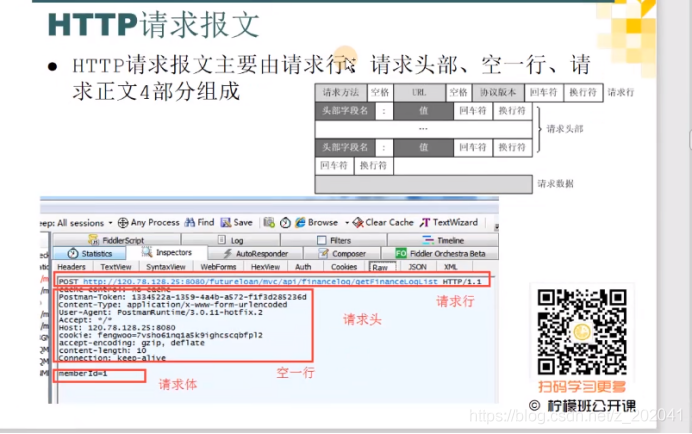 HTTP请求报文
● HTTP请求报文主要由请求行、请求头部、空一行、请
求正文4部分组成
请求方法 空格 URL 空格 协议版本 回车符 换行符 请求行
头部字段名 : 值 回车符 换行符
... 请求头部
头部字段名 : 值 回车符 换行符
回车符 换行符
请求数据
eep: All sessions Any Process Find Save Browse Clear Cache TextWizard
FiddlerScript Log Filters Timeline
Statistics Inspectors AutoResponder Composer FO Fiddler Orchestra Beta
Headers TextView SyntaxView WebForms HexView Auth Cookies Raw JSON XML
POST http://120.78.128.25:8080/futureloan/mvc/api/financelog/getFinanceLogList HTTP/1.1
cache-control: no-cache
请求行
Postman-Token: 1334522a-1359-4a4b-a572-f1f3d285236d
Content-Type: application/x-www-form-urlencoded
User-Agent: PostmanRuntime/3.0.11-hotfix.2
Accept: */*
请求头
Host: 120.78.128.25:8080
accept-encoding: gzip, deflate
content-length: 10
Connection: keep-alive
空一行
memberId=1
请求体
扫码学习更多
© 柠檬班公开课
https://blog.csdn.net/z_202041